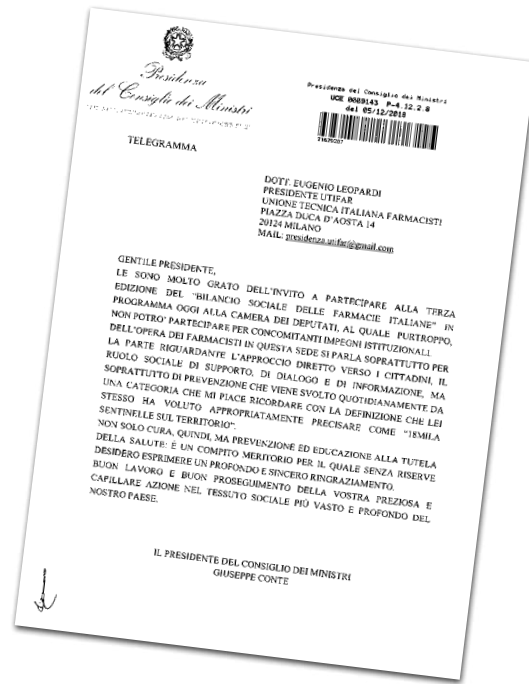 Presidenza
del Consiglio dei Ministri
Presidenza del Consiglio dei Ministri
UCE 0009143 P-4.12.2.8
del 05/12/2018
TELEGRAMMA
DOTT. EUGENIO LEOPARDI
PRESIDENTE UTIFAR
UNIONE TECNICA ITALIANA FARMACISTI
PIAZZA DUCA D'AOSTA 14
20124 MILANO
MAIL: presidenza.utifar@gmail.com
GENTILE PRESIDENTE,
LE SONO MOLTO GRATO DELL'INVITO A PARTECIPARE ALLA TERZA
EDIZIONE DEL "BILANCIO SOCIALE DELLE FARMACIE ITALIANE" IN
PROGRAMMA OGGI ALLA CAMERA DEI DEPUTATI, AL QUALE PURTROPPO,
NON POTRO' PARTECIPARE PER CONCOMITANTI IMPEGNI ISTITUZIONALI.
DELL'OPERA DEI FARMACISTI IN QUESTA SEDE SI PARLA SOPRATTUTTO PER
LA PARTE RIGUARDANTE L'APPROCCIO DIRETTO VERSO I CITTADINI, IL
RUOLO SOCIALE DI SUPPORTO, DI DIALOGO E DI INFORMAZIONE, MA
SOPRATTUTTO DI PREVENZIONE CHE VIENE SVOLTO QUOTIDIANAMENTE DA
UNA CATEGORIA CHE MI PIACE RICORDARE CON LA DEFINIZIONE CHE LEI
STESSO HA VOLUTO APPROPRIATAMENTE PRECISARE COME "18MILA
SENTINELLE SUL TERRITORIO".
NON SOLO CURA, QUINDI, MA PREVENZIONE ED EDUCAZIONE ALLA TUTELA
DELLA SALUTE: È UN COMPITO MERITORIO PER IL QUALE SENZA RISERVE
DESIDERO ESPRIMERE UN PROFONDO E SINCERO RINGRAZIAMENTO.
BUON LAVORO E BUON PROSEGUIMENTO DELLA VOSTRA PREZIOSA E
CAPILLARE AZIONE NEL TESSUTO SOCIALE PIÙ VASTO E PROFONDO DEL
NOSTRO PAESE.
IL PRESIDENTE DEL CONSIGLIO DEI MINISTRI
GIUSEPPE CONTE